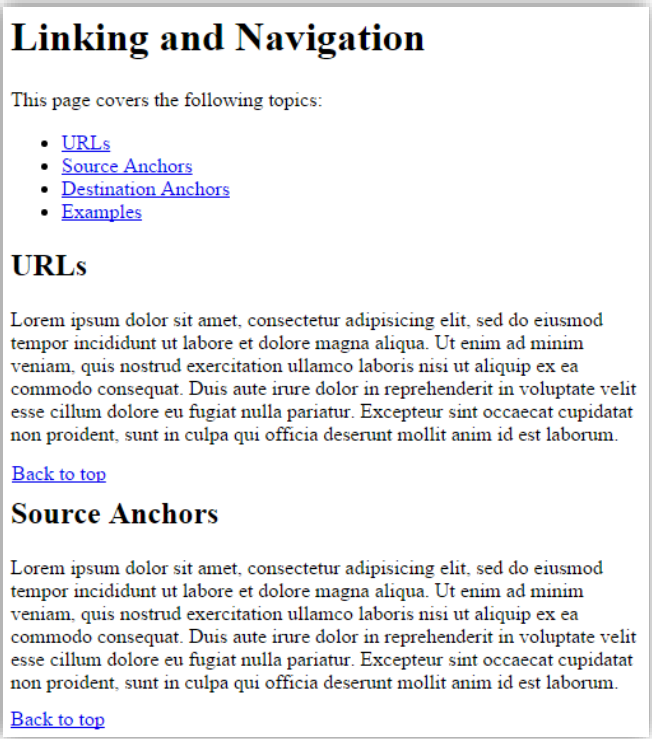 Linking and Navigation
This page covers the following topics:
URLs
Source Anchors
Destination Anchors
Examples
URLs
Lorem ipsum dolor sit amet, consectetur adipisicing elit, sed do eiusmod
tempor incididunt ut labore et dolore magna aliqua. Ut enim ad minim
veniam, quis nostrud exercitation ullamco laboris nisi ut aliquip ex ea
commodo consequat. Duis aute irure dolor in reprehenderit in voluptate velit
esse cillum dolore eu fugiat nulla pariatur. Excepteur sint occaecat cupidatat
non proident, sunt in culpa qui officia deserunt mollit anim id est laborum.
Back to top
Source Anchors
Lorem ipsum dolor sit amet, consectetur adipisicing elit, sed do eiusmod
tempor incididunt ut labore et dolore magna aliqua. Ut enim ad minim
veniam, quis nostrud exercitation ullamco laboris nisi ut aliquip ex ea
commodo consequat. Duis aute irure dolor in reprehenderit in voluptate velit
esse cillum dolore eu fugiat nulla pariatur. Excepteur sint occaecat cupidatat
non proident, sunt in culpa qui officia deserunt mollit anim id est laborum.
Back to top